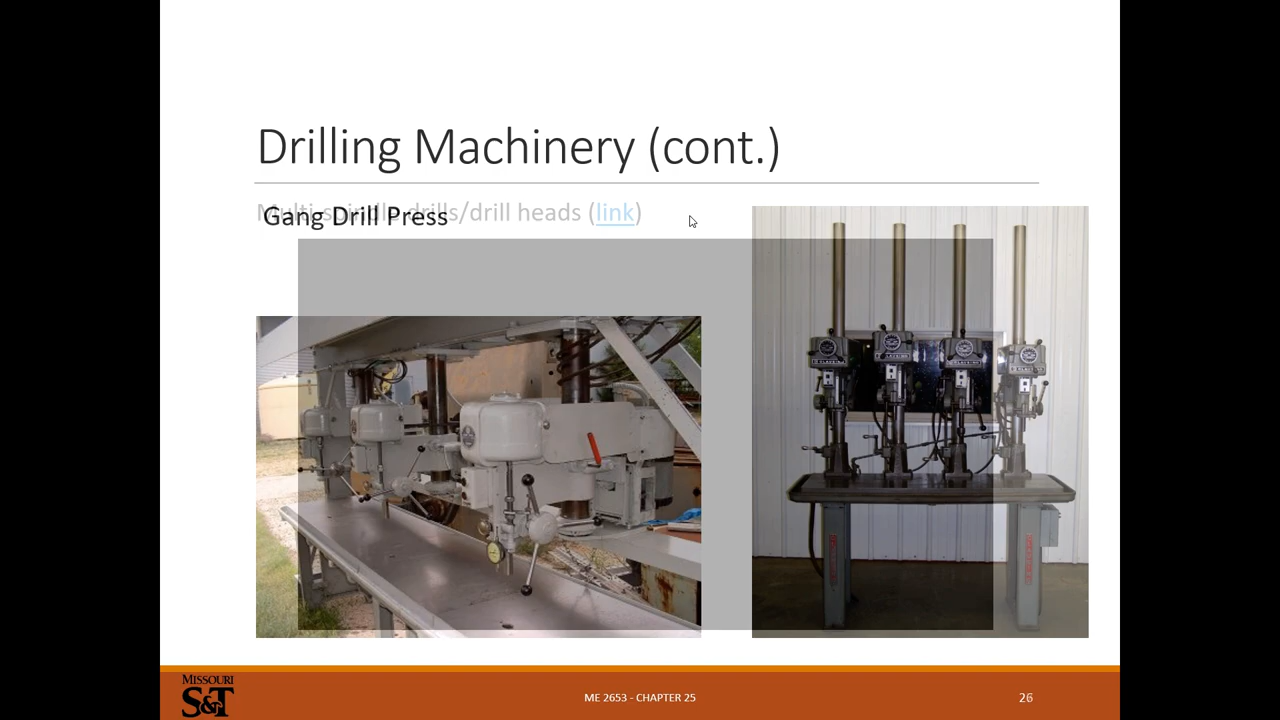 Drilling Machinery (cont.)
Multi-spindle drills/drill heads (link)
Gang Drill Press
MISSOURI
S&T
ME 2653 - CHAPTER 25
26